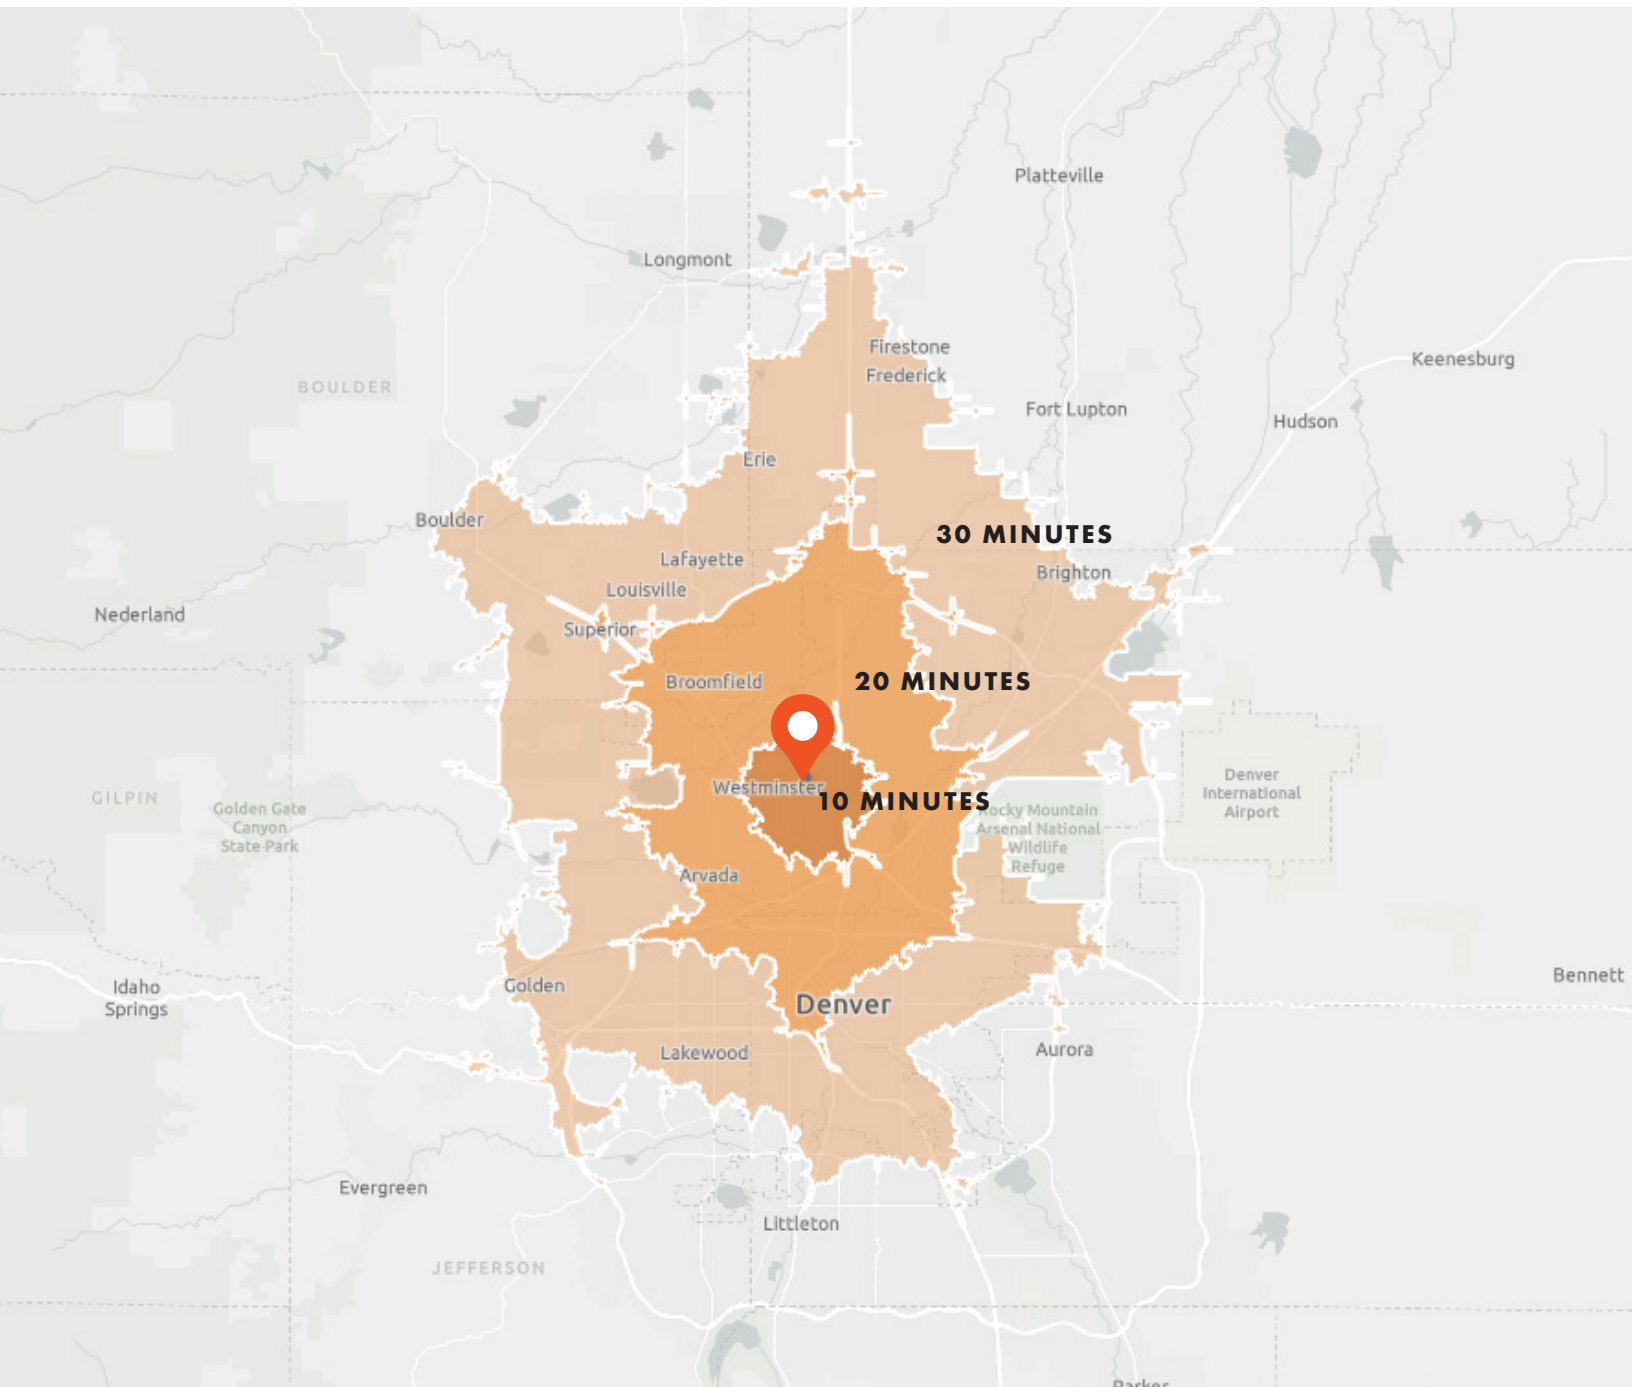 Platteville
Longmont
Firestone
Frederick
Keenesburg
BOULDER
Fort Lupton
Hudson
Erie
Boulder
30 MINUTES
Lafayette
Brighton
Louisville
Nederland
Superior
Broomfield
20 MINUTES
Westminster
10 MINUTES
Denver
International
Airport
GILPIN
Golden Gate
Canyon
State Park
Rocky Mountain
Arsenal National
Wildlife
Refuge
Arvada
Idaho
Springs
Golden
Bennett
Denver
Lakewood
Aurora
Evergreen
Littleton
JEFFERSON
Parker